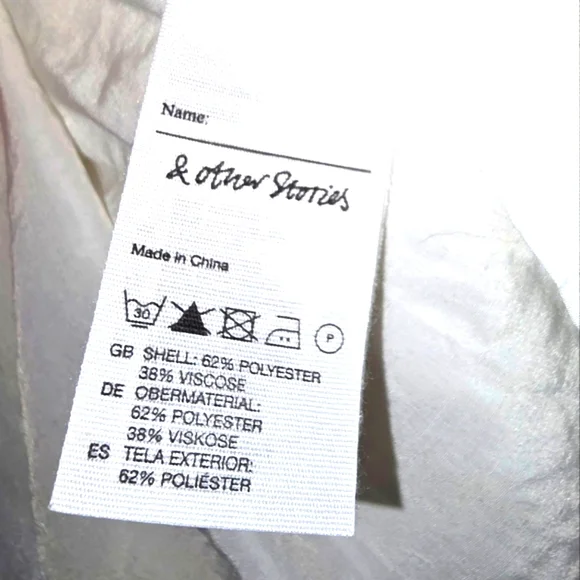 Name:
& other Stories
Made in China
30 P
GB SHELL: 62% POLYESTER
38% VISCOSE
DE OBERMATERIAL:
62% POLYESTER
38% VISKOSE
ES TELA EXTERIOR:
62% POLIÉSTER